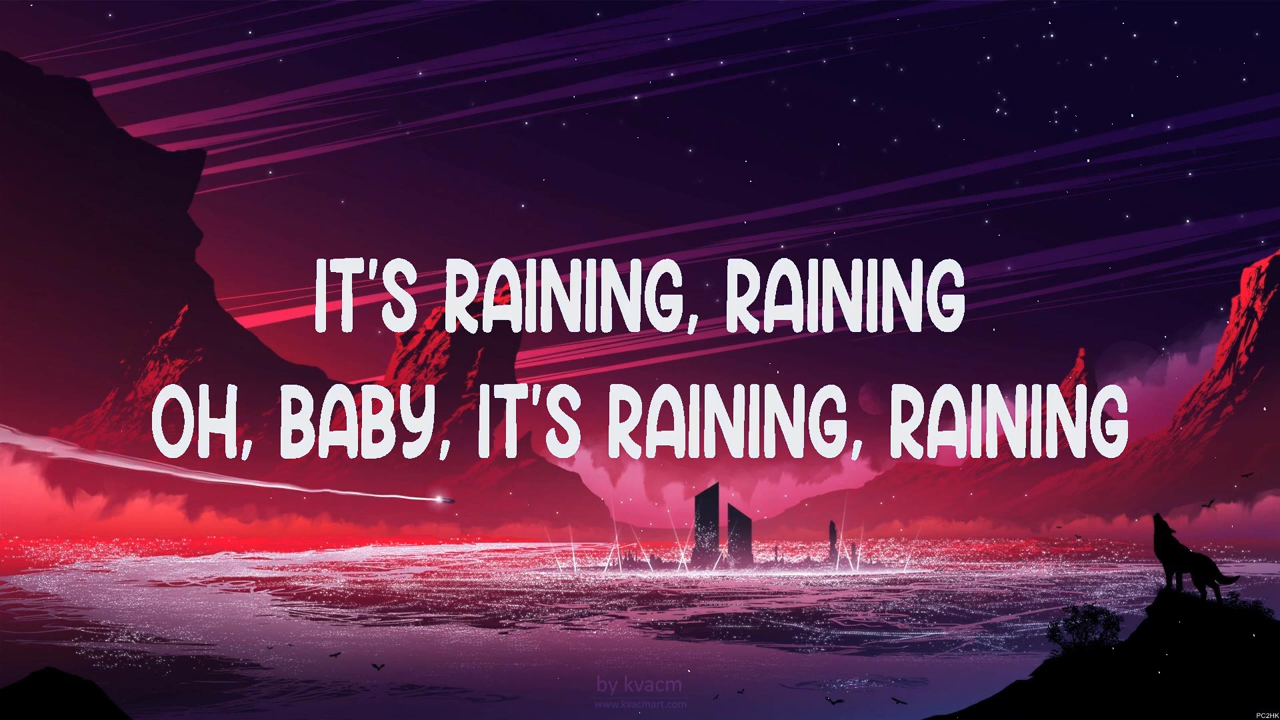 IT'S RAINING, RAINING
OH, BABY, IT'S RAINING, RAINING
by kvacm
www.kvacmart.com
PC2HK